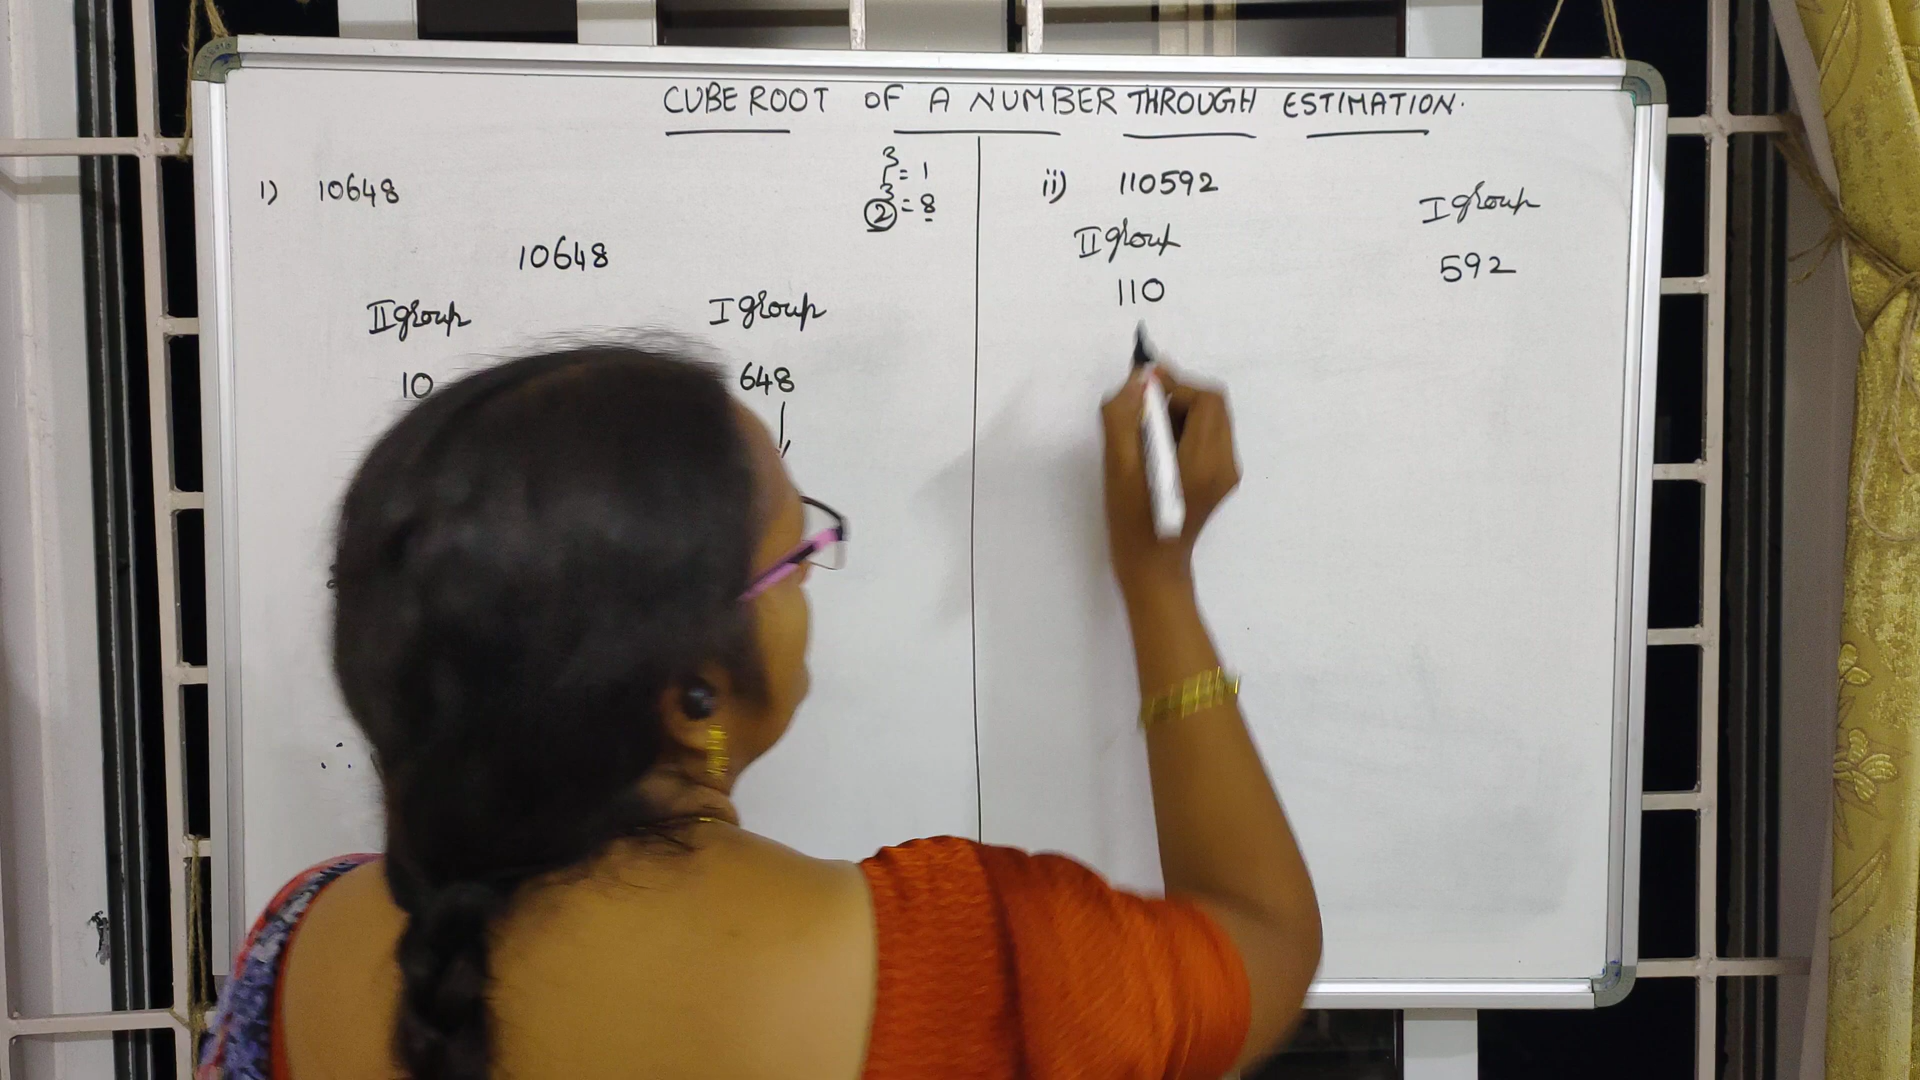 CUBE ROOT OF A NUMBER THROUGH ESTIMATION.
1) 10648
1³ = 1
2³ = 8
10648
II group I group
10 648
ii) 110592
II group I group
110 592